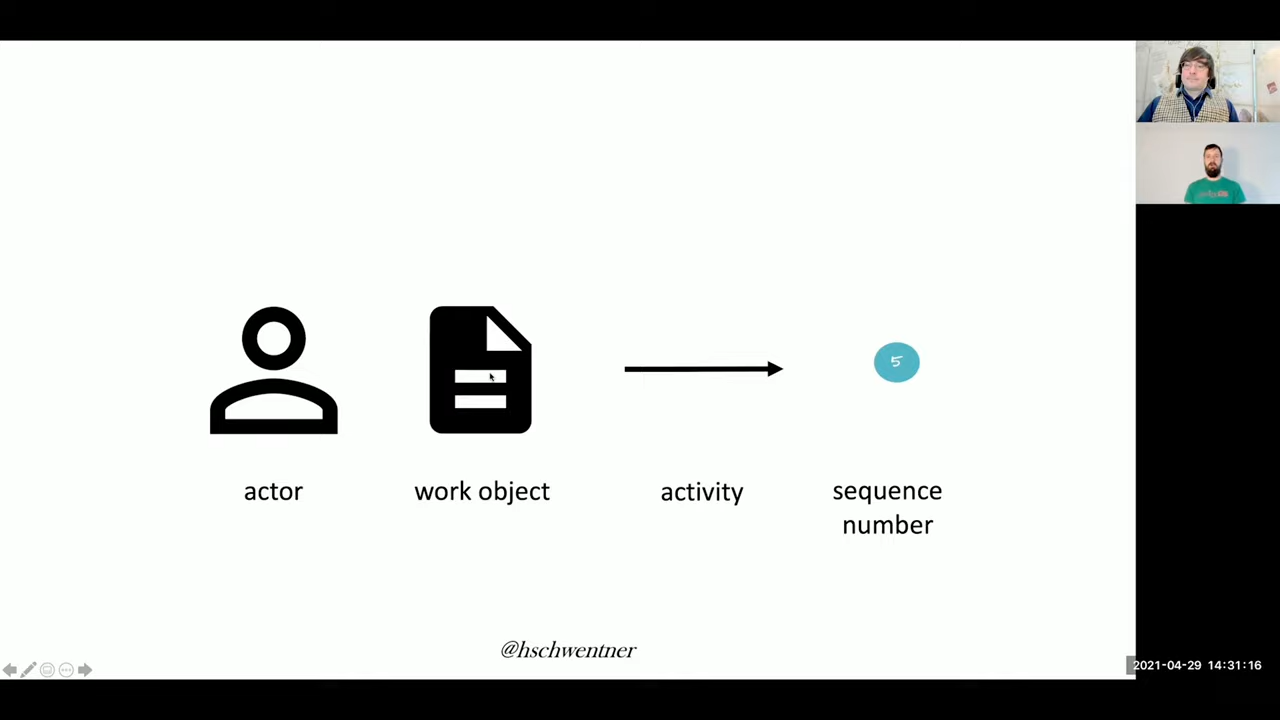 5
actor
work object
activity
sequence
number
@hschwentner
2021-04-29 14:31:16